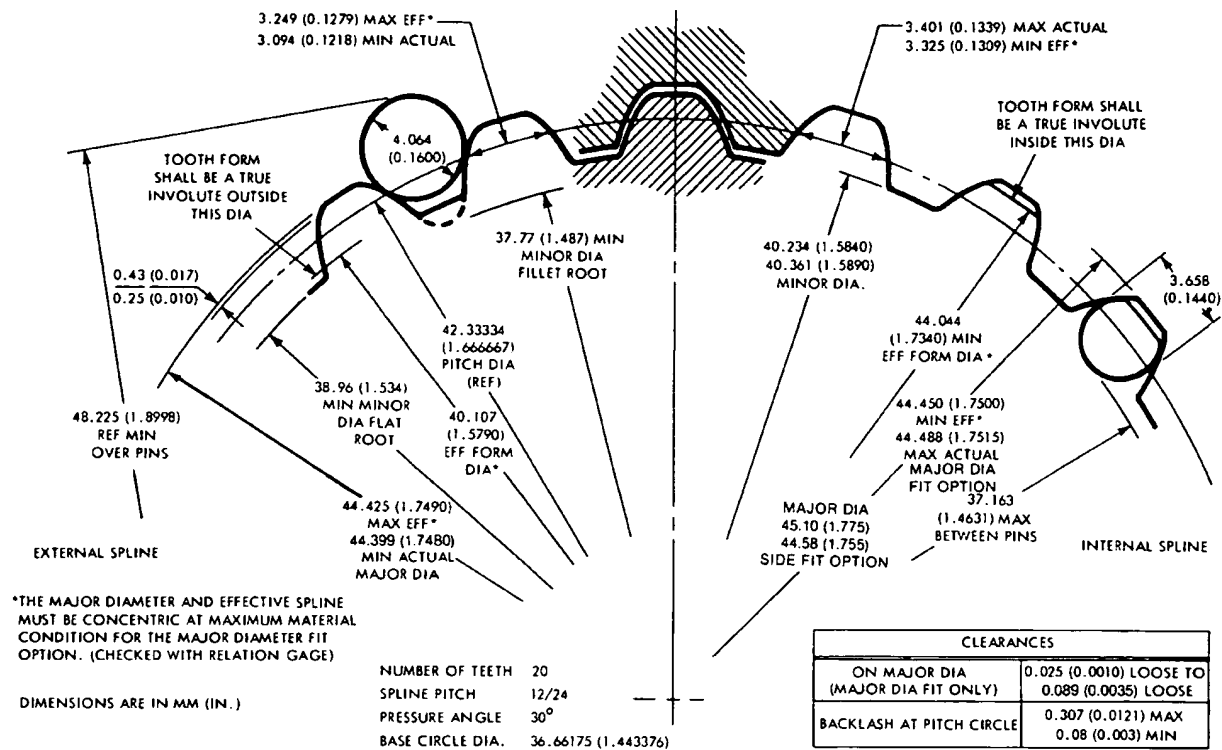 3.249 (0.1279) MAX EFF*
3.094 (0.1218) MIN ACTUAL
3.401 (0.1339) MAX ACTUAL
3.325 (0.1309) MIN EFF*
4.064
(0.1600)
TOOTH FORM
SHALL BE A TRUE
INVOLUTE OUTSIDE
THIS DIA
TOOTH FORM SHALL
BE A TRUE INVOLUTE
INSIDE THIS DIA
0.43 (0.017)
0.25 (0.010)
37.77 (1.487) MIN
MINOR DIA
FILLET ROOT
40.234 (1.5840)
40.361 (1.5890)
MINOR DIA.
3.658
(0.1440)
42.33334
(1.666667)
PITCH DIA
(REF)
44.044
(1.7340) MIN
EFF FORM DIA*
38.96 (1.534)
MIN MINOR
DIA FLAT
ROOT
40.107
(1.5790)
EFF FORM
DIA*
48.225 (1.8998)
REF MIN
OVER PINS
44.450 (1.7500)
MIN EFF*
44.488 (1.7515)
MAX ACTUAL
MAJOR DIA
FIT OPTION
37.163
(1.4631) MAX
BETWEEN PINS
44.425 (1.7490)
MAX EFF*
44.399 (1.7480)
MIN ACTUAL
MAJOR DIA
MAJOR DIA
45.10 (1.775)
44.58 (1.755)
SIDE FIT OPTION
EXTERNAL SPLINE
INTERNAL SPLINE
*THE MAJOR DIAMETER AND EFFECTIVE SPLINE
MUST BE CONCENTRIC AT MAXIMUM MATERIAL
CONDITION FOR THE MAJOR DIAMETER FIT
OPTION. (CHECKED WITH RELATION GAGE)
DIMENSIONS ARE IN MM (IN.)
NUMBER OF TEETH 20
SPLINE PITCH 12/24
PRESSURE ANGLE 30°
BASE CIRCLE DIA. 36.66175 (1.443376)
CLEARANCES
ON MAJOR DIA
(MAJOR DIA FIT ONLY)
0.025 (0.0010) LOOSE TO
0.089 (0.0035) LOOSE
BACKLASH AT PITCH CIRCLE
0.307 (0.0121) MAX
0.08 (0.003) MIN